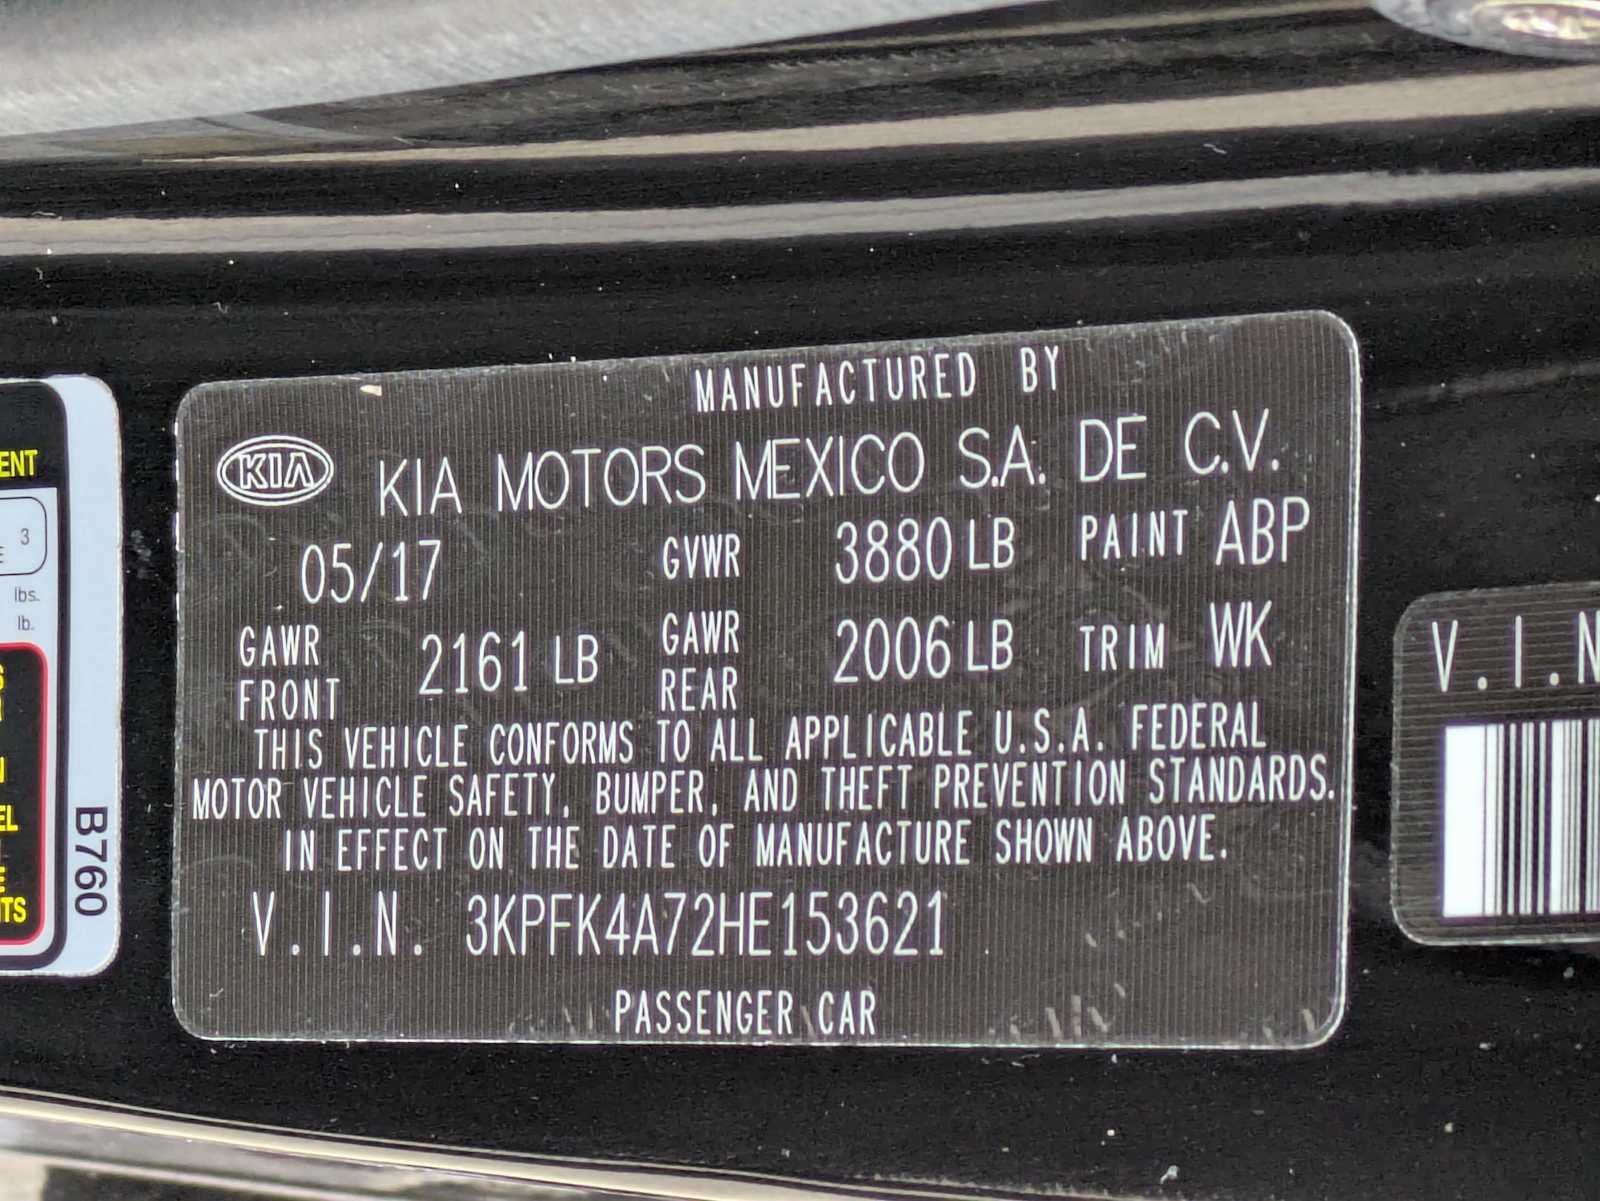 MANUFACTURED BY
KIA KIA MOTORS MEXICO S.A. DE C.V.
05/17 GVWR 3880 LB PAINT ABP
GAWR FRONT 2161 LB GAWR REAR 2006 LB TRIM WK
THIS VEHICLE CONFORMS TO ALL APPLICABLE U.S.A. FEDERAL
MOTOR VEHICLE SAFETY, BUMPER, AND THEFT PREVENTION STANDARDS.
IN EFFECT ON THE DATE OF MANUFACTURE SHOWN ABOVE.
V.I.N. 3KPFK4A72HE153621
PASSENGER CAR
3
lbs.
lb.
B760
V.I.N